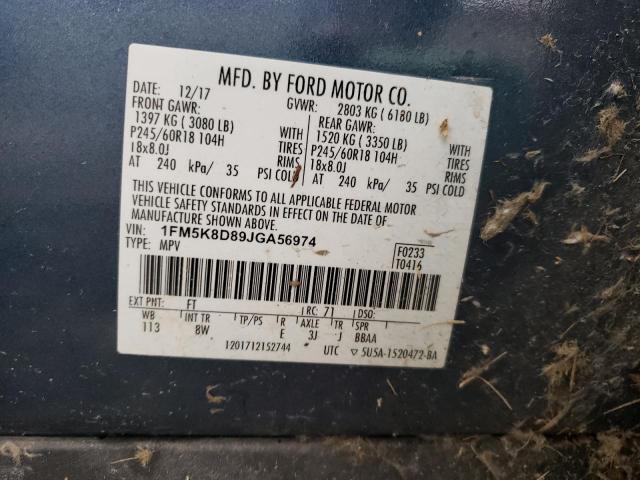 MFD. BY FORD MOTOR CO.
DATE: 12/17 GVWR: 2803 KG ( 6180 LB)
FRONT GAWR: REAR GAWR:
1397 KG ( 3080 LB) WITH 1520 KG ( 3350 LB) WITH
P245/60R18 104H TIRES P245/60R18 104H TIRES
18x8.0J RIMS 18x8.0J RIMS
AT 240 kPa/ 35 PSI COLD AT 240 kPa/ 35 PSI COLD
THIS VEHICLE CONFORMS TO ALL APPLICABLE FEDERAL MOTOR
VEHICLE SAFETY STANDARDS IN EFFECT ON THE DATE OF
MANUFACTURE SHOWN ABOVE.
VIN: 1FM5K8D89JGA56974
TYPE: MPV
F0233
T0416
EXT PNT: FT RC: 71 DSO:
WB INT TR TP/PS R AXLE TR SPR
113 8W E 3J J BBAA
1201712152744 UTC ▽ 5U5A-1520472-BA